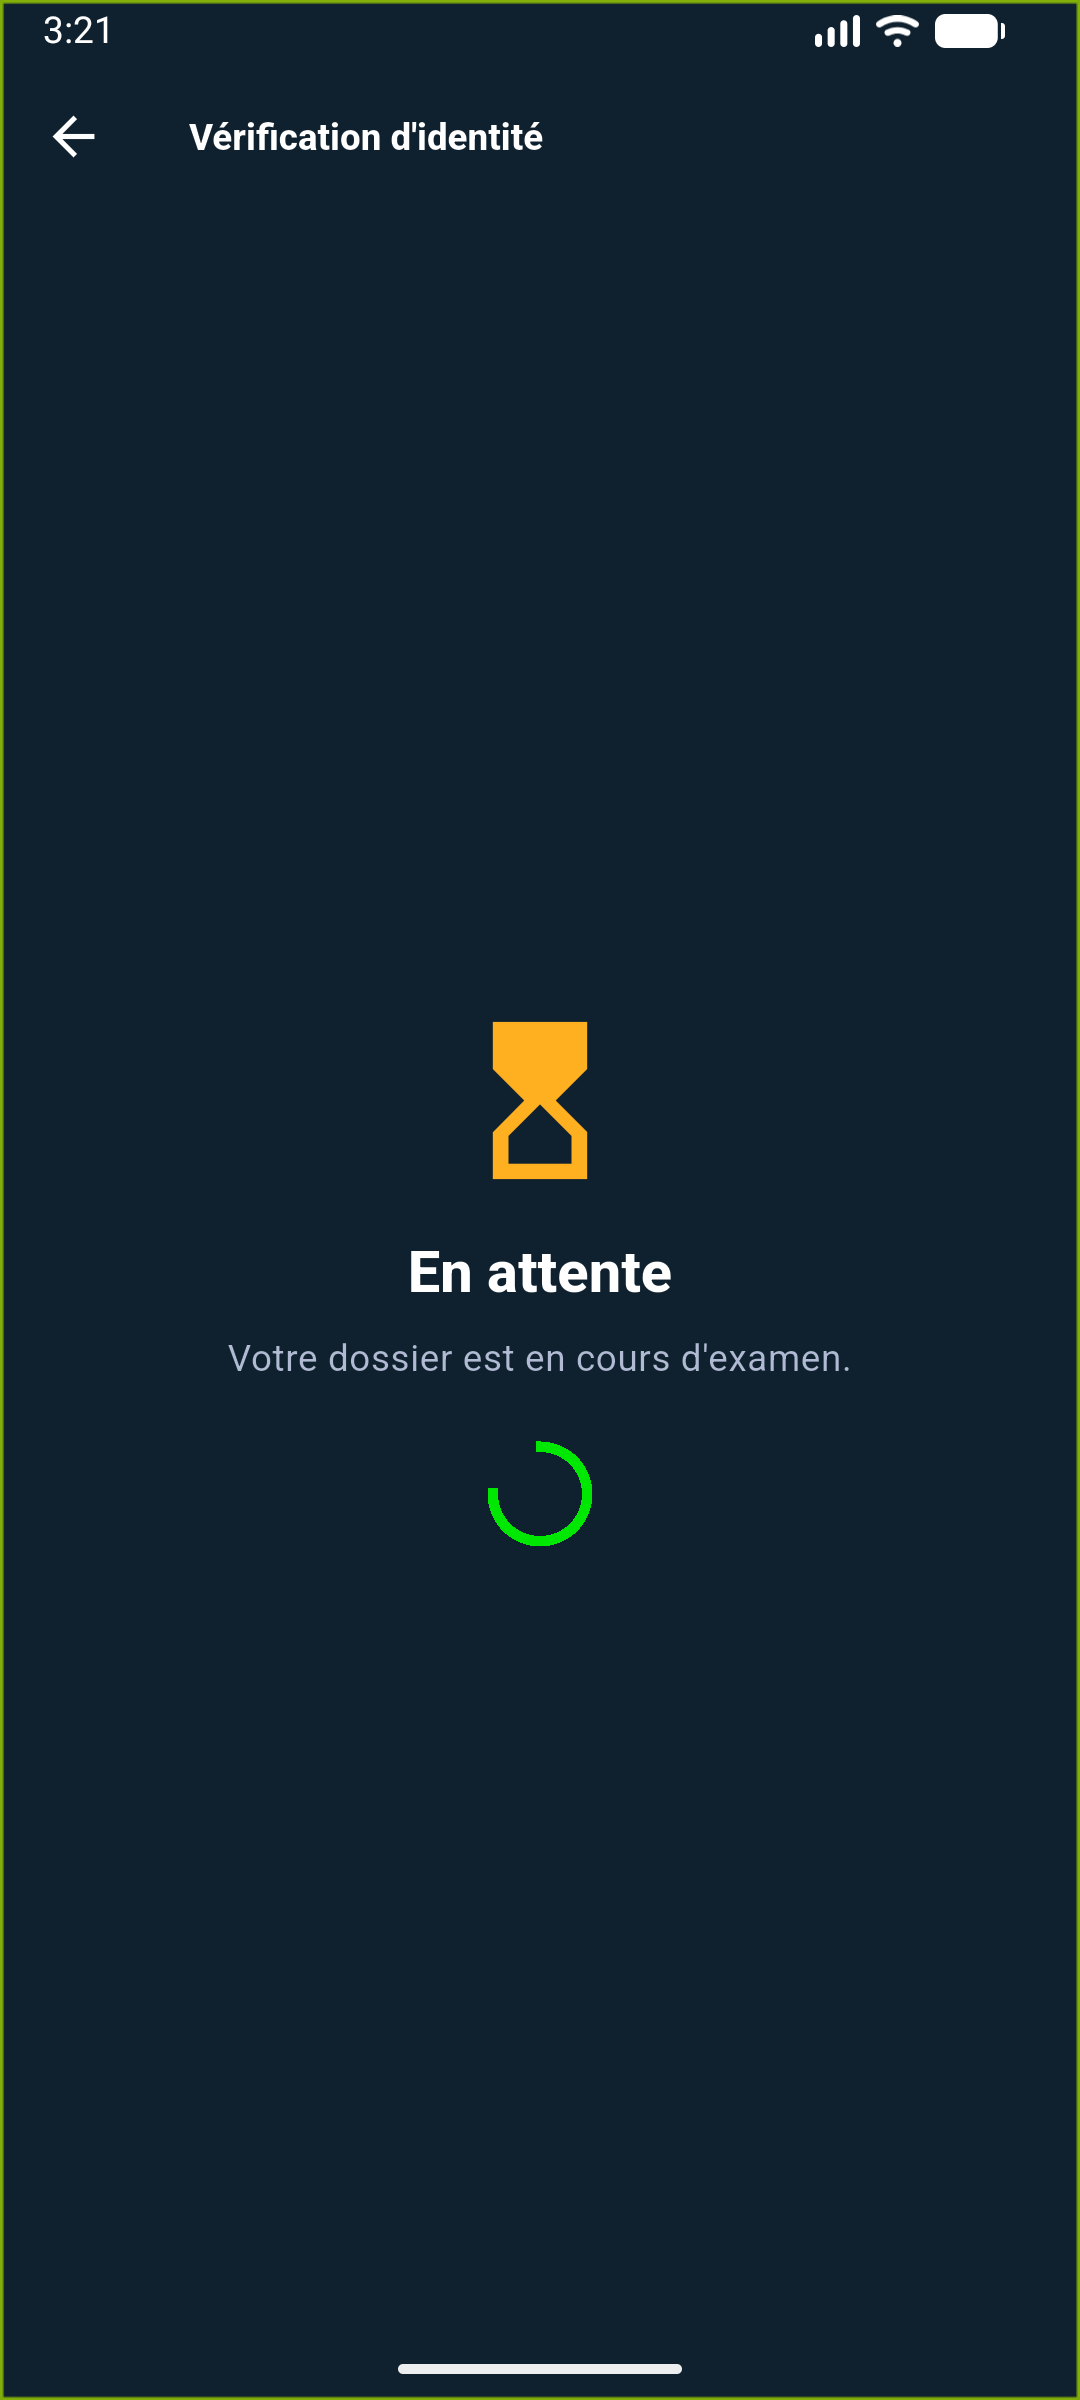 3:21
Vérification d'identité
En attente
Votre dossier est en cours d'examen.